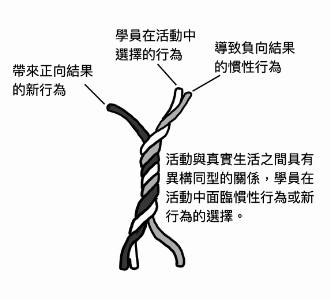 學員在活動中
選擇的行為
導致負向結果
的慣性行為
帶來正向結果
的新行為
活動與真實生活之間具有
異構同型的關係，學員在
活動中面臨慣性行為或新
行為的選擇。